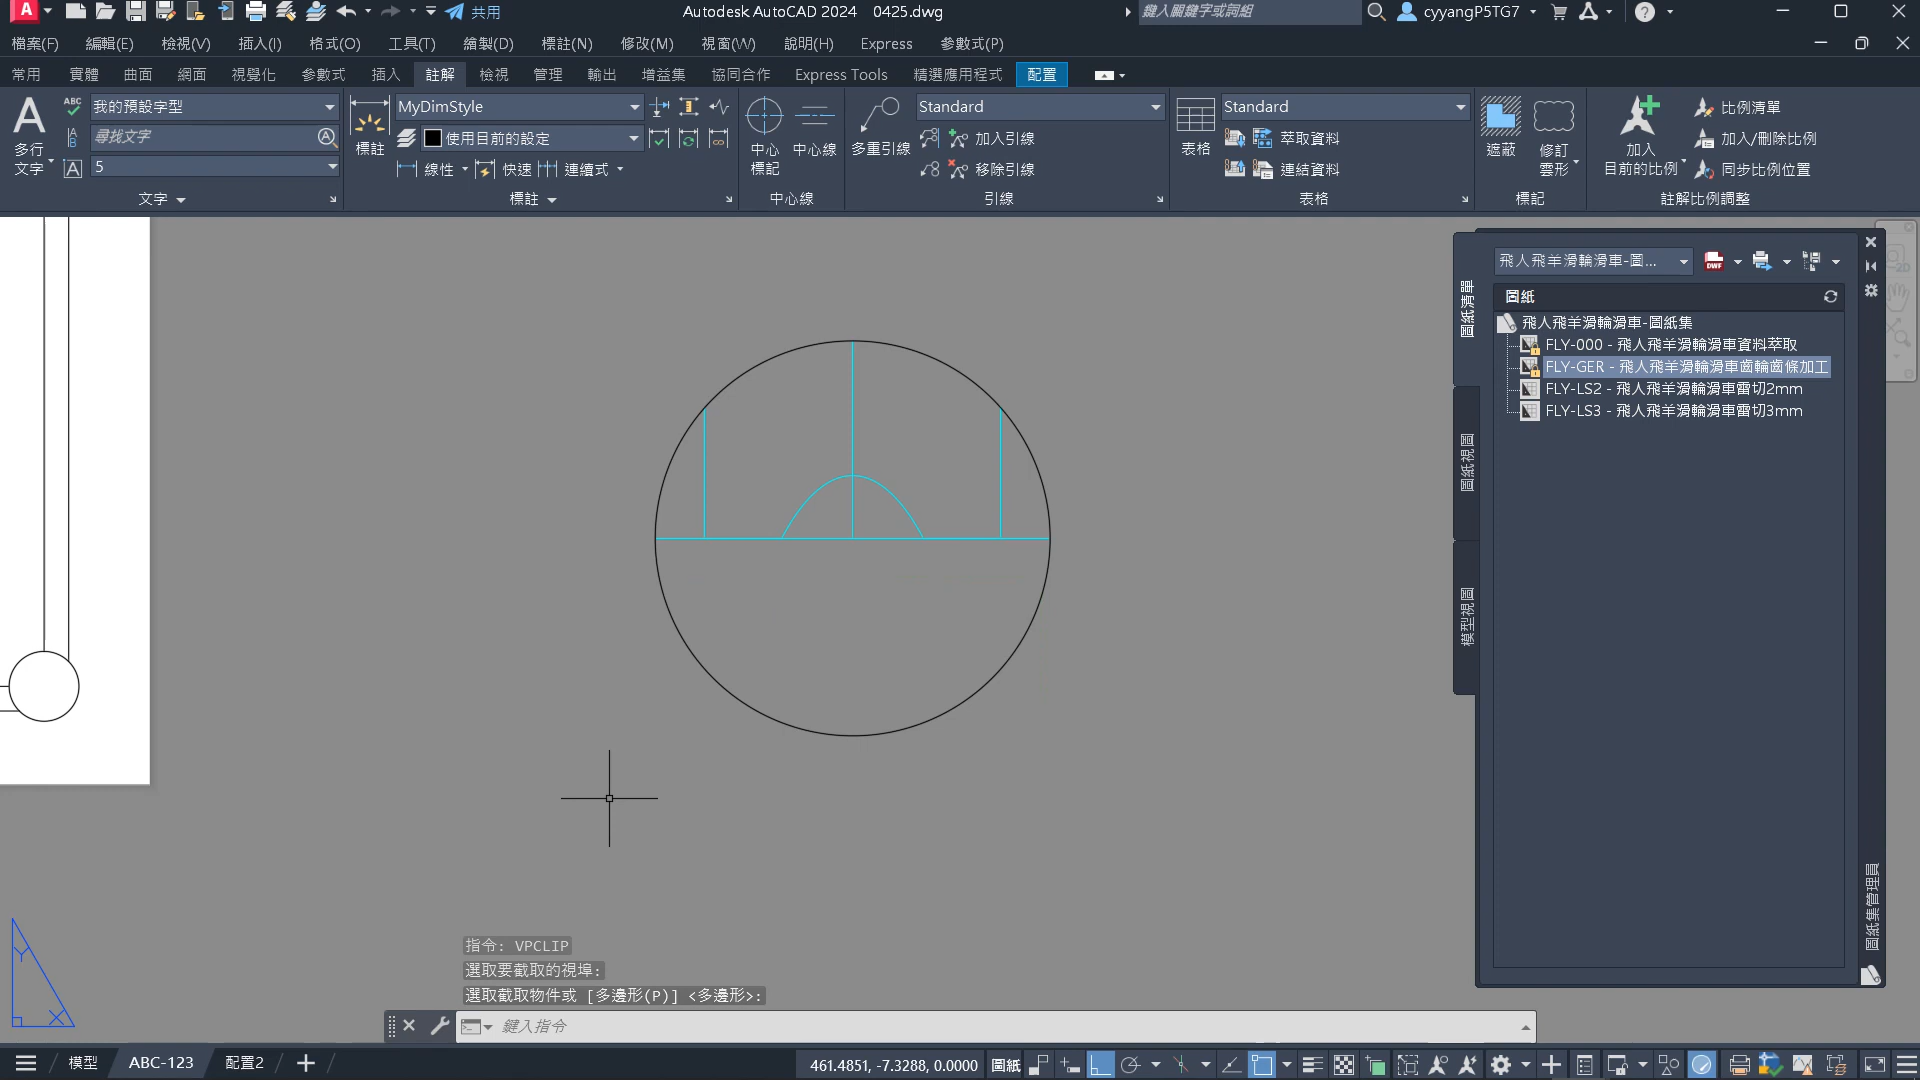 共用
Autodesk AutoCAD 2024 0425.dwg
鍵入關鍵字或詞組
cyyangP5TG7
檔案(F) 編輯(E) 檢視(V) 插入(I) 格式(O) 工具(T) 繪製(D) 標註(N) 修改(M) 視窗(W) 說明(H) Express 參數式(P)
常用 實體 曲面 網面 視覺化 參數式 插入 註解 檢視 管理 輸出 增益集 協同合作 Express Tools 精選應用程式 配置
多行
文字
ABC
我的預設字型
尋找文字
5
文字
標註
MyDimStyle
使用目前的設定
線性 快速 連續式
標註
中心
標記
中心線
中心線
多重引線
Standard
加入引線
移除引線
引線
表格
Standard
萃取資料
連結資料
表格
遮蔽
修訂
雲形
標記
加入
目前的比例
比例清單
加入/刪除比例
同步比例位置
註解比例調整
飛人飛羊滑輪滑車-圖...
DWF
圖紙
飛人飛羊滑輪滑車-圖紙集
FLY-000 - 飛人飛羊滑輪滑車資料萃取
FLY-GER - 飛人飛羊滑輪滑車齒輪齒條加工
FLY-LS2 - 飛人飛羊滑輪滑車雷切2mm
FLY-LS3 - 飛人飛羊滑輪滑車雷切3mm
圖紙清單
圖紙視圖
模型視圖
圖紙集管理員
Y
X
指令: VPCLIP
選取要截取的視埠:
選取截取物件或 [多邊形(P)] <多邊形>:
鍵入指令
模型 ABC-123 配置2
461.4851, -7.3288, 0.0000 圖紙